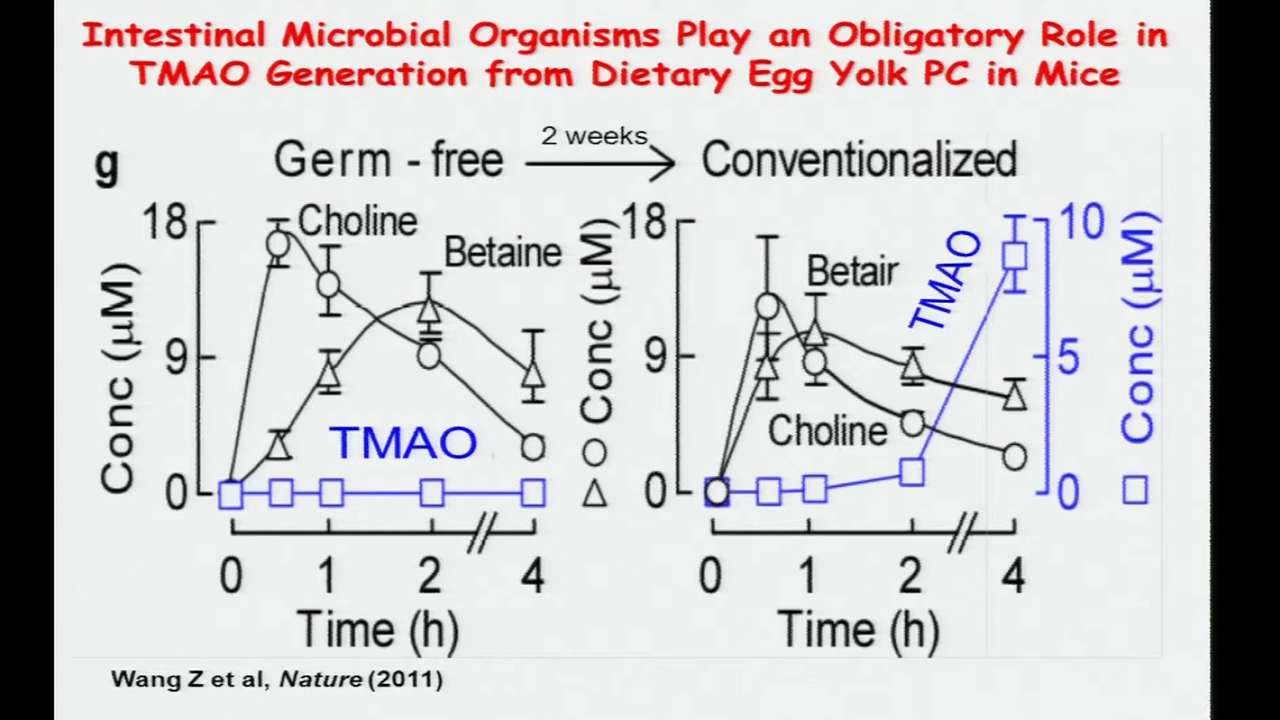 Intestinal Microbial Organisms Play an Obligatory Role in
TMAO Generation from Dietary Egg Yolk PC in Mice
g
Germ - free
2 weeks
Conventionalized
18
9
0
Conc (μM)
Choline
Betaine
TMAO
0 1 2 4
Time (h)
Conc (μM)
18
9
0
Betair
Choline
TMAO
10
5
0
Conc (μM)
0 1 2 4
Time (h)
Wang Z et al, Nature (2011)